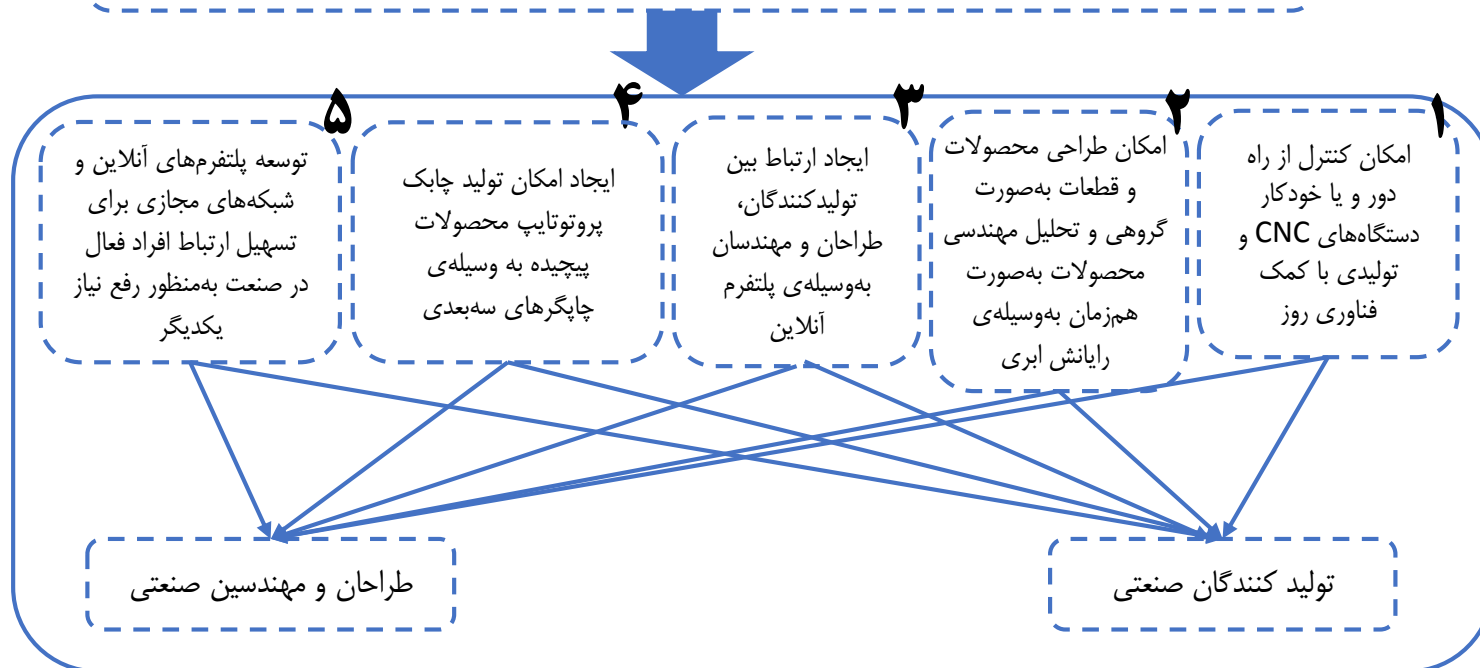 ۱
امکان کنترل از راه
دور و یا خودکار
دستگاه‌های CNC و
تولیدی با کمک
فناوری روز
۲
امکان طراحی محصولات
و قطعات به‌صورت
گروهی و تحلیل مهندسی
محصولات به‌صورت
هم‌زمان به‌وسیله‌ی
رایانش ابری
۳
ایجاد ارتباط بین
تولیدکنندگان،
طراحان و مهندسان
به‌وسیله‌ی پلتفرم
آنلاین
۴
ایجاد امکان تولید چابک
پروتوتایپ محصولات
پیچیده به وسیله‌ی
چاپگرهای سه‌بعدی
۵
توسعه پلتفرم‌های آنلاین و
شبکه‌های مجازی برای
تسهیل ارتباط افراد فعال
در صنعت به‌منظور رفع نیاز
یکدیگر
تولید کنندگان صنعتی
طراحان و مهندسین صنعتی